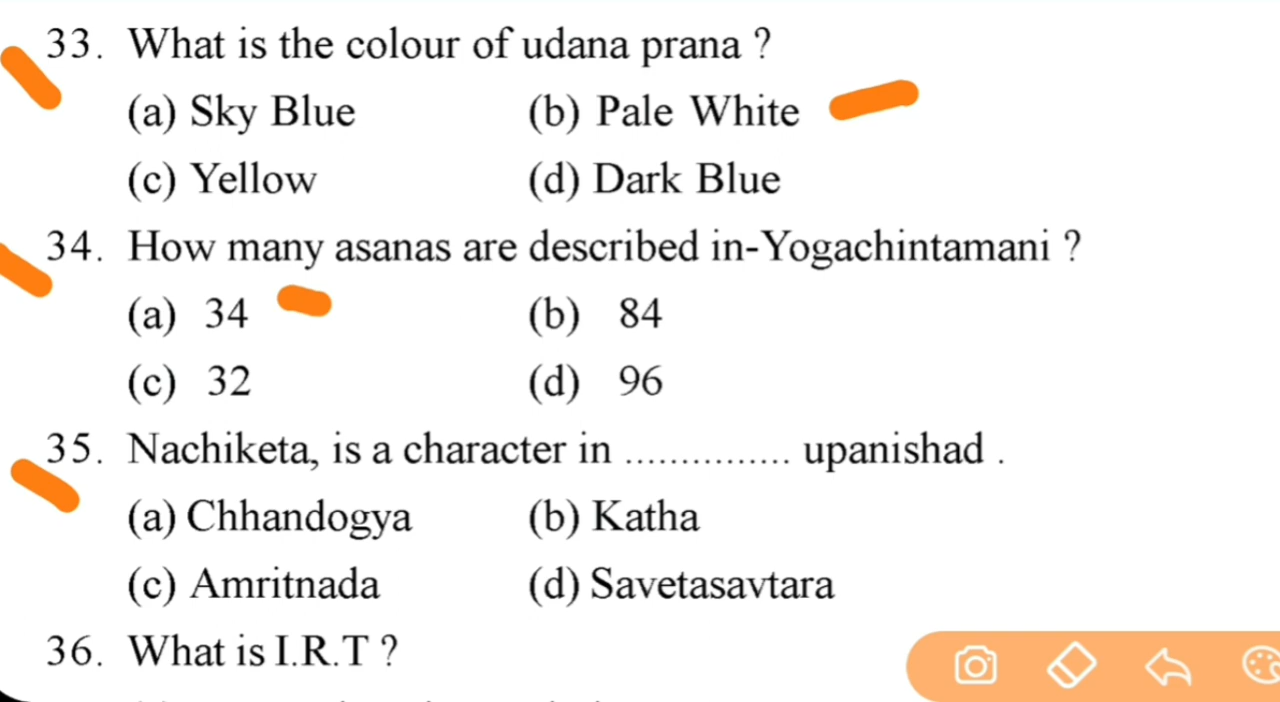 33. What is the colour of udana prana ?
(a) Sky Blue (b) Pale White
(c) Yellow (d) Dark Blue
34. How many asanas are described in-Yogachintamani ?
(a) 34 (b) 84
(c) 32 (d) 96
35. Nachiketa, is a character in ............... upanishad .
(a) Chhandogya (b) Katha
(c) Amritnada (d) Savetasavtara
36. What is I.R.T ?